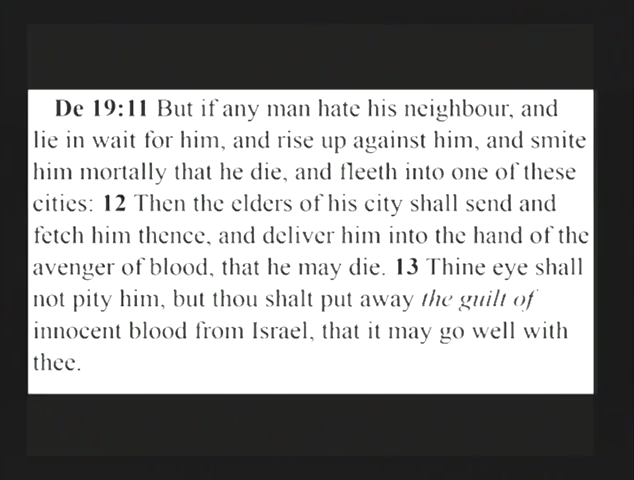 De 19:11 But if any man hate his neighbour, and
lie in wait for him, and rise up against him, and smite
him mortally that he die, and fleeth into one of these
cities: 12 Then the elders of his city shall send and
fetch him thence, and deliver him into the hand of the
avenger of blood, that he may die. 13 Thine eye shall
not pity him, but thou shalt put away the guilt of
innocent blood from Israel, that it may go well with
thee.